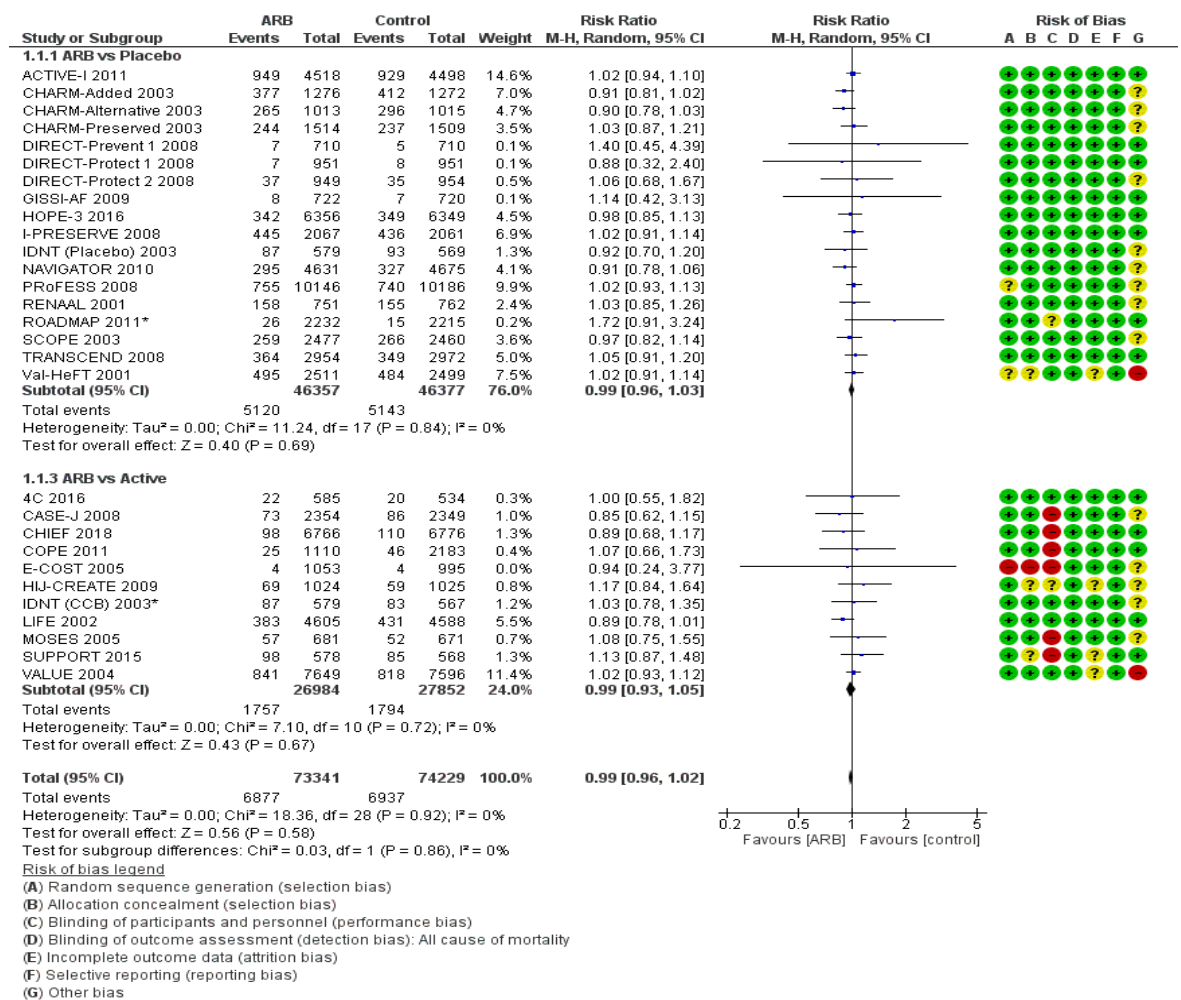 ARB Control Risk Ratio Risk Ratio Risk of Bias
Study or Subgroup Events Total Events Total Weight M-H, Random, 95% CI M-H, Random, 95% CI A B C D E F G
1.1.1 ARB vs Placebo
ACTIVE-I 2011 949 4518 929 4498 14.6% 1.02 [0.94, 1.10] + + + + + + +
CHARM-Added 2003 377 1276 412 1272 7.0% 0.91 [0.81, 1.02] + + + + + + ?
CHARM-Alternative 2003 265 1013 296 1015 4.7% 0.90 [0.78, 1.03] + + + + + + ?
CHARM-Preserved 2003 244 1514 237 1509 3.5% 1.03 [0.87, 1.21] + + + + + + ?
DIRECT-Prevent 1 2008 7 710 5 710 0.1% 1.40 [0.45, 4.39] + + + + + + +
DIRECT-Protect 1 2008 7 951 8 951 0.1% 0.88 [0.32, 2.40] + + + + + + +
DIRECT-Protect 2 2008 37 949 35 954 0.5% 1.06 [0.68, 1.67] + + + + + + ?
GISSI-AF 2009 8 722 7 720 0.1% 1.14 [0.42, 3.13] + + + + + + +
HOPE-3 2016 342 6356 349 6349 4.5% 0.98 [0.85, 1.13] + + + + + + +
I-PRESERVE 2008 445 2067 436 2061 6.9% 1.02 [0.91, 1.14] + + + + + + +
IDNT (Placebo) 2003 87 579 93 569 1.3% 0.92 [0.70, 1.20] + + + + + + ?
NAVIGATOR 2010 295 4631 327 4675 4.1% 0.91 [0.78, 1.06] + + + + + + ?
PRoFESS 2008 755 10146 740 10186 9.9% 1.02 [0.93, 1.13] ? + + + + + ?
RENAAL 2001 158 751 155 762 2.4% 1.03 [0.85, 1.26] + + + + + + ?
ROADMAP 2011* 26 2232 15 2215 0.2% 1.72 [0.91, 3.24] + + ? + + + +
SCOPE 2003 259 2477 266 2460 3.6% 0.97 [0.82, 1.14] + + + + + + ?
TRANSCEND 2008 364 2954 349 2972 5.0% 1.05 [0.91, 1.20] + + + + + + +
Val-HeFT 2001 495 2511 484 2499 7.5% 1.02 [0.91, 1.14] ? ? + + ? + -
Subtotal (95% CI) 46357 46377 76.0% 0.99 [0.96, 1.03]
Total events 5120 5143
Heterogeneity: Tau² = 0.00; Chi² = 11.24, df = 17 (P = 0.84); I² = 0%
Test for overall effect: Z = 0.40 (P = 0.69)
1.1.3 ARB vs Active
4C 2016 22 585 20 534 0.3% 1.00 [0.55, 1.82] + + + + + + +
CASE-J 2008 73 2354 86 2349 1.0% 0.85 [0.62, 1.15] + + - + + + ?
CHIEF 2018 98 6766 110 6776 1.3% 0.89 [0.68, 1.17] + + - + + + +
COPE 2011 25 1110 46 2183 0.4% 1.07 [0.66, 1.73] + + - + + + +
E-COST 2005 4 1053 4 995 0.0% 0.94 [0.24, 3.77] - - - + + + ?
HIJ-CREATE 2009 69 1024 59 1025 0.8% 1.17 [0.84, 1.64] + ? ? + ? + ?
IDNT (CCB) 2003* 87 579 83 567 1.2% 1.03 [0.78, 1.35] + + + + + + ?
LIFE 2002 383 4605 431 4588 5.5% 0.89 [0.78, 1.01] + + + + + + +
MOSES 2005 57 681 52 671 0.7% 1.08 [0.75, 1.55] + + - + + + ?
SUPPORT 2015 98 578 85 568 1.3% 1.13 [0.87, 1.48] + ? - + ? + +
VALUE 2004 841 7649 818 7596 11.4% 1.02 [0.93, 1.12] + + + + ? + -
Subtotal (95% CI) 26984 27852 24.0% 0.99 [0.93, 1.05]
Total events 1757 1794
Heterogeneity: Tau² = 0.00; Chi² = 7.10, df = 10 (P = 0.72); I² = 0%
Test for overall effect: Z = 0.43 (P = 0.67)
Total (95% CI) 73341 74229 100.0% 0.99 [0.96, 1.02]
Total events 6877 6937
Heterogeneity: Tau² = 0.00; Chi² = 18.36, df = 28 (P = 0.92); I² = 0%
Test for overall effect: Z = 0.56 (P = 0.58)
Test for subgroup differences: Chi² = 0.03, df = 1 (P = 0.86), I² = 0%
0.2 0.5 1 2 5
Favours [ARB] Favours [control]
Risk of bias legend
(A) Random sequence generation (selection bias)
(B) Allocation concealment (selection bias)
(C) Blinding of participants and personnel (performance bias)
(D) Blinding of outcome assessment (detection bias): All cause of mortality
(E) Incomplete outcome data (attrition bias)
(F) Selective reporting (reporting bias)
(G) Other bias